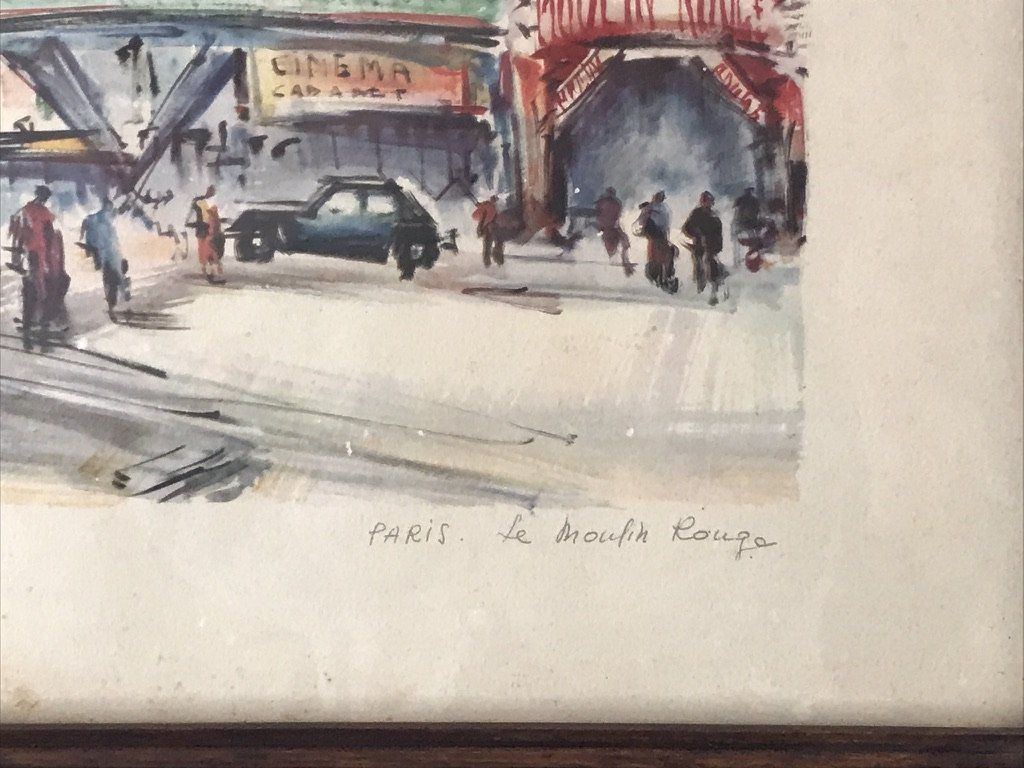 MOULIN ROUGE
CINEMA
CABARET
PARIS. Le Moulin Rouge